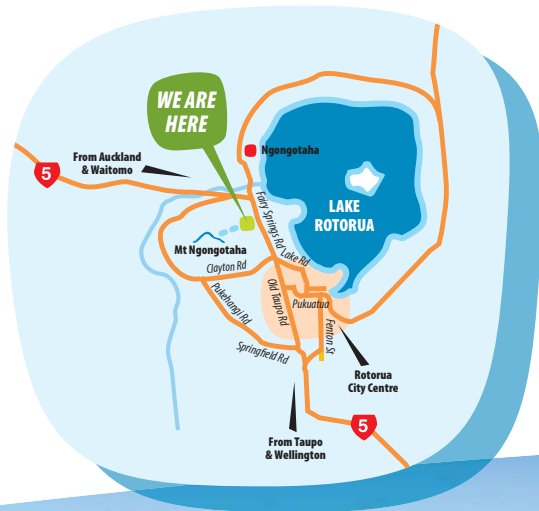 WE ARE
HERE
From Auckland
& Waitomo
5
Ngongotaha
LAKE
ROTORUA
Fairy Springs Rd
Lake Rd
Mt Ngongotaha
Clayton Rd
Pukehangi Rd
Old Taupo Rd
Pukuatua
Fenton St
Springfield Rd
Rotorua
City Centre
5
From Taupo
& Wellington